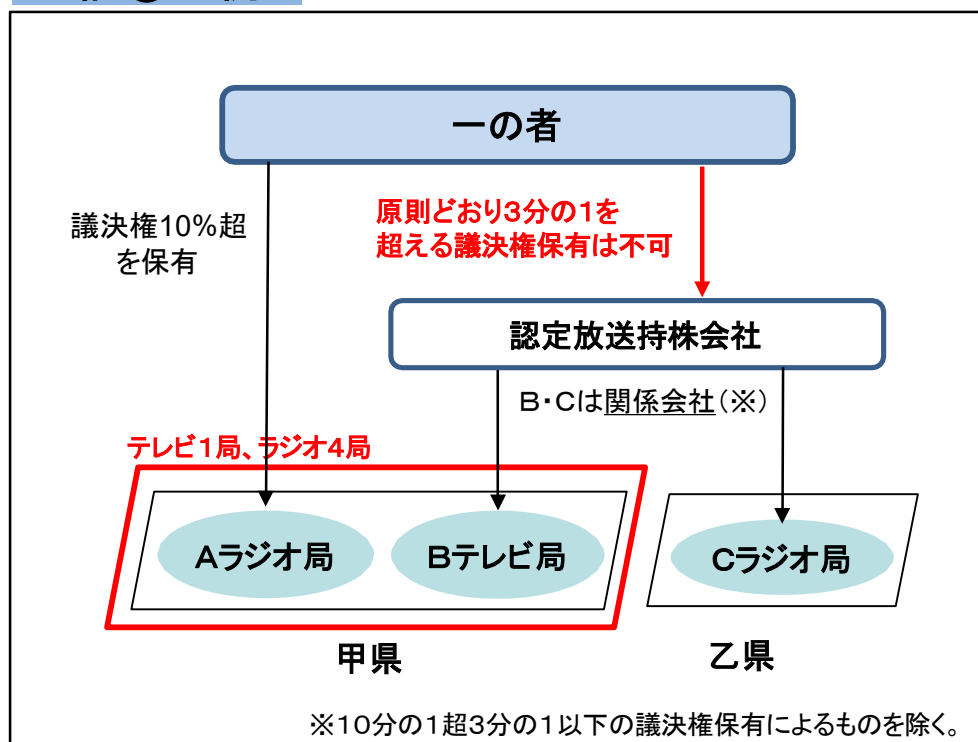 一の者
議決権10%超
を保有
原則どおり3分の1を
超える議決権保有は不可
認定放送持株会社
B・Cは関係会社(※)
テレビ1局、ラジオ4局
Aラジオ局
Bテレビ局
Cラジオ局
甲県
乙県
※10分の1超3分の1以下の議決権保有によるものを除く。